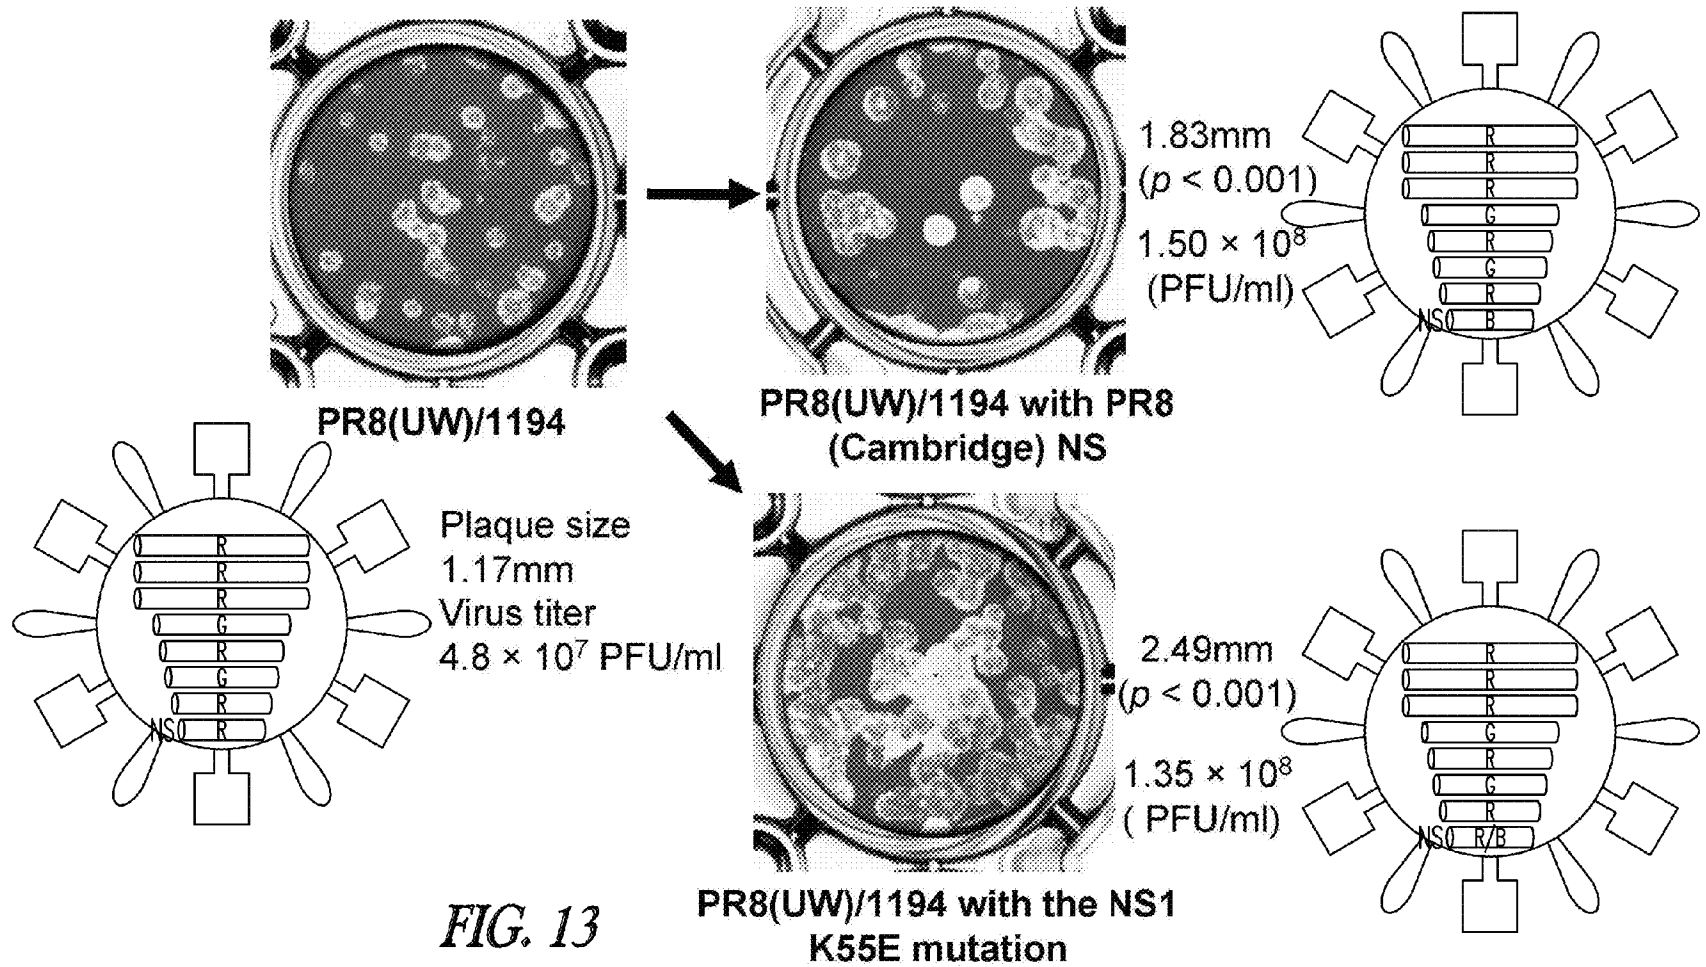 1.83mm
(p < 0.001)
1.50 × 10⁸
(PFU/ml)
R
R
R
G
R
G
R
NS B
PR8(UW)/1194
PR8(UW)/1194 with PR8
(Cambridge) NS
R
R
R
G
R
G
R
NS R
Plaque size
1.17mm
Virus titer
4.8 × 10⁷ PFU/ml
2.49mm
(p < 0.001)
1.35 × 10⁸
( PFU/ml)
R
R
R
G
R
G
R
NS R/B
PR8(UW)/1194 with the NS1
K55E mutation
FIG. 13